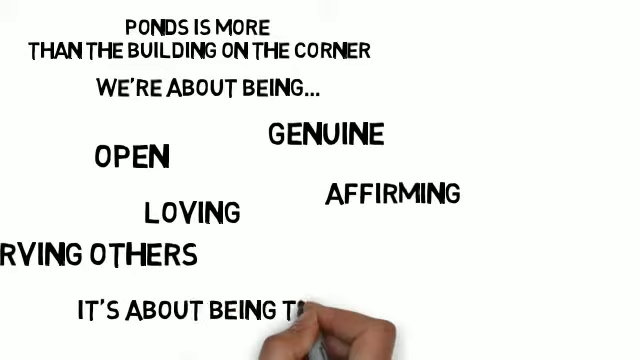 PONDS IS MORE
THAN THE BUILDING ON THE CORNER
WE'RE ABOUT BEING...
GENUINE
OPEN
AFFIRMING
LOVING
RVING OTHERS
IT'S ABOUT BEING T